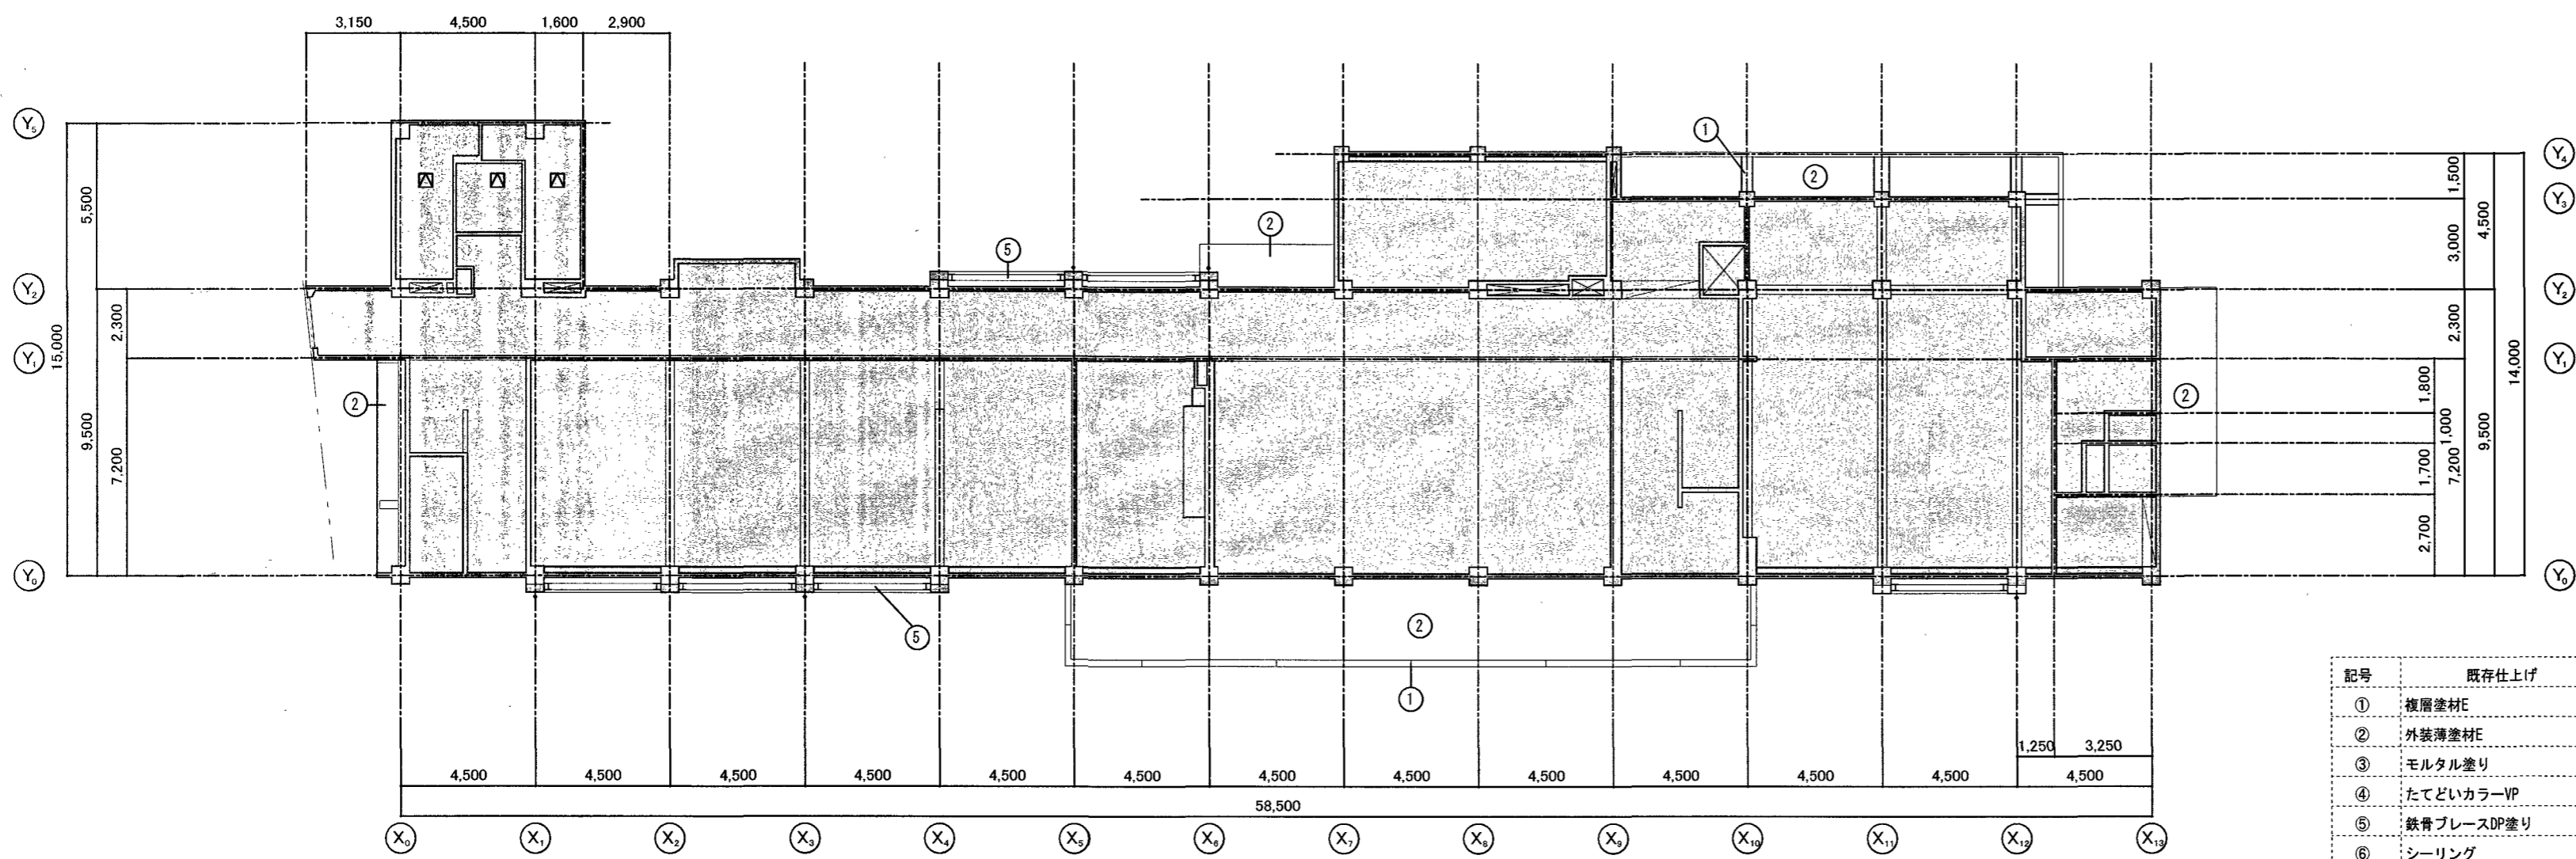 3,150 4,500 1,600 2,900
Y₅
Y₄
Y₃
Y₂ Y₂
Y₁ Y₁
Y₀ Y₀
5,500
2,300
15,000
9,500
7,200
1,500
3,000
4,500
2,300
14,000
1,800
1,000
9,500
1,700
7,200
2,700
①
②
②
⑤
②
②
⑤
②
①
1,250 3,250
4,500 4,500 4,500 4,500 4,500 4,500 4,500 4,500 4,500 4,500 4,500 4,500 4,500
58,500
X₀ X₁ X₂ X₃ X₄ X₅ X₆ X₇ X₈ X₉ X₁₀ X₁₁ X₁₂ X₁₃
記号 既存仕上げ
① 複層塗材E
② 外装薄塗材E
③ モルタル塗り
④ たてどいカラーVP
⑤ 鉄骨ブレースDP塗り
⑥ シーリング